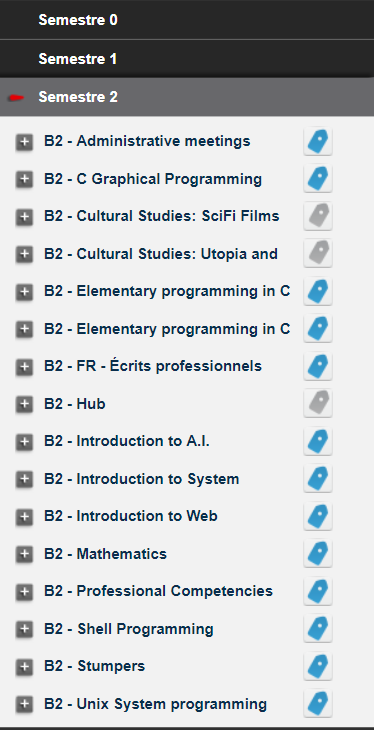 Semestre 0
Semestre 1
Semestre 2
B2 - Administrative meetings
B2 - C Graphical Programming
B2 - Cultural Studies: SciFi Films
B2 - Cultural Studies: Utopia and
B2 - Elementary programming in C
B2 - Elementary programming in C
B2 - FR - Écrits professionnels
B2 - Hub
B2 - Introduction to A.I.
B2 - Introduction to System
B2 - Introduction to Web
B2 - Mathematics
B2 - Professional Competencies
B2 - Shell Programming
B2 - Stumpers
B2 - Unix System programming